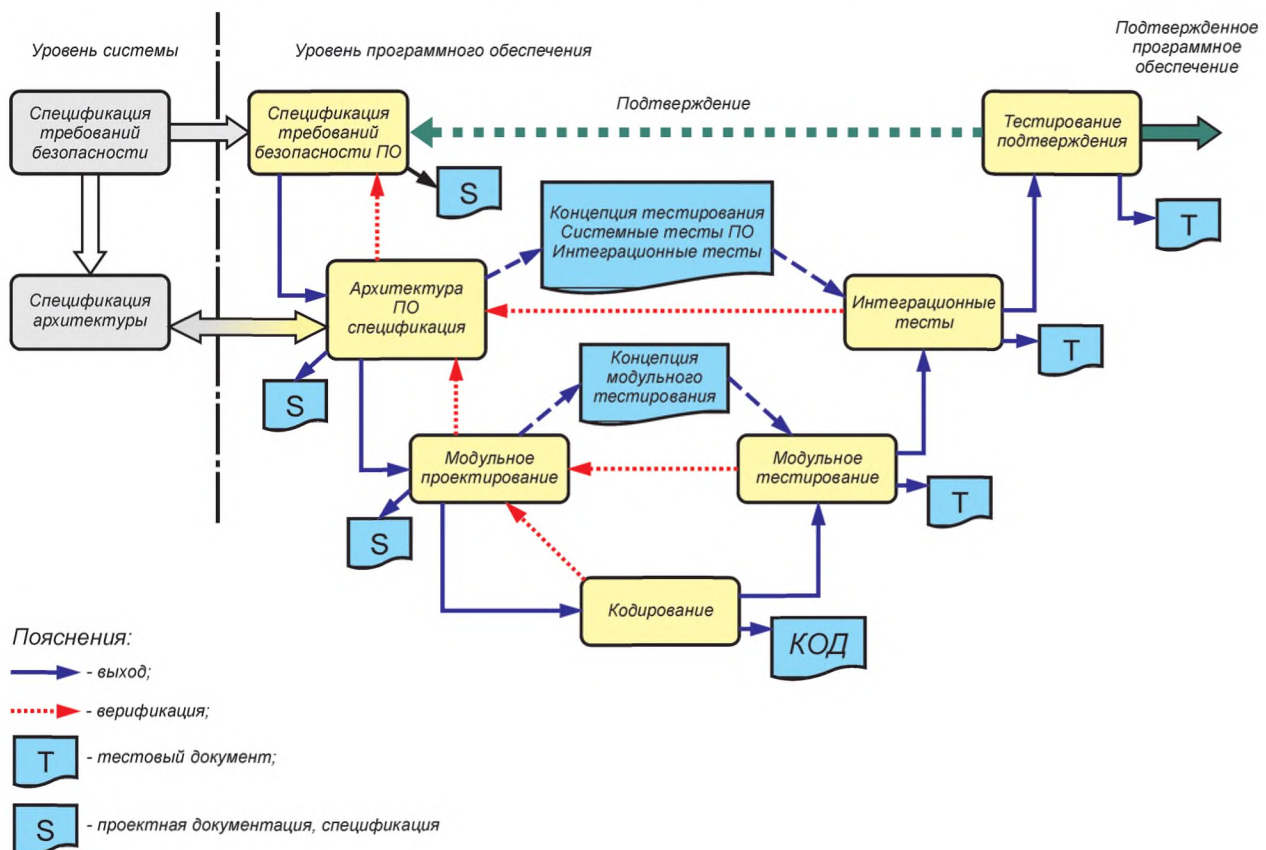 Уровень системы
Уровень программного обеспечения
Подтвержденное
программное
обеспечение
Спецификация
требований
безопасности
Спецификация
требований
безопасности ПО
Подтверждение
Тестирование
подтверждения
S
T
Концепция тестирования
Системные тесты ПО
Интеграционные тесты
Спецификация
архитектуры
Архитектура
ПО
спецификация
Интеграционные
тесты
T
S
Концепция
модульного
тестирования
Модульное
проектирование
Модульное
тестирование
T
S
Кодирование
КОД
Пояснения:
- выход;
- верификация;
T
- тестовый документ;
S
- проектная документация, спецификация